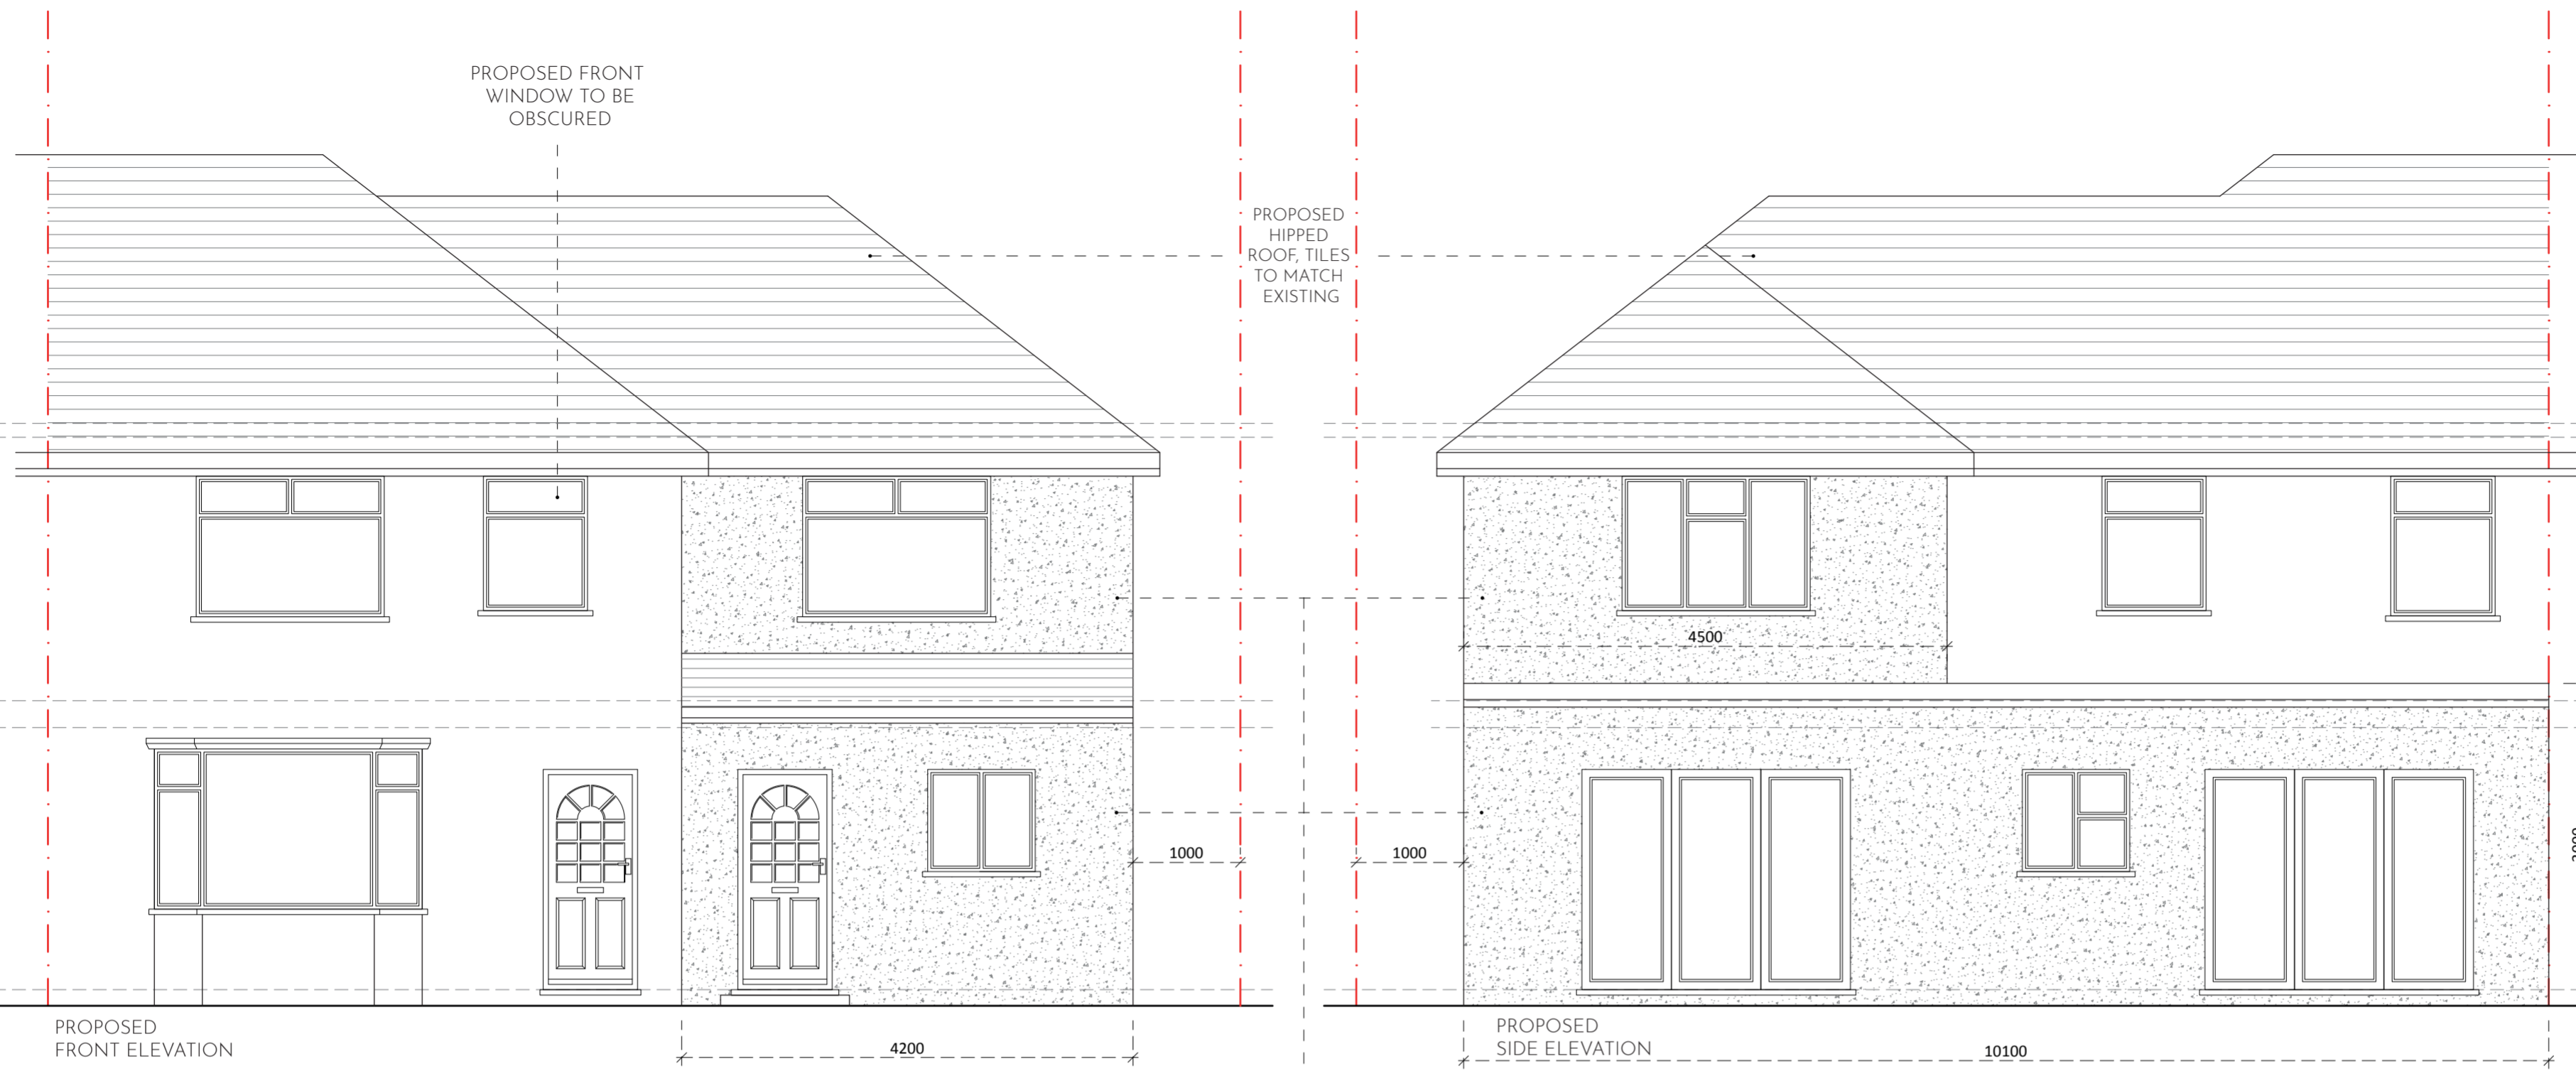 PROPOSED FRONT
WINDOW TO BE
OBSCURED
PROPOSED
HIPPED
ROOF, TILES
TO MATCH
EXISTING
4500
1000
1000
PROPOSED
FRONT ELEVATION
4200
PROPOSED
SIDE ELEVATION
10100